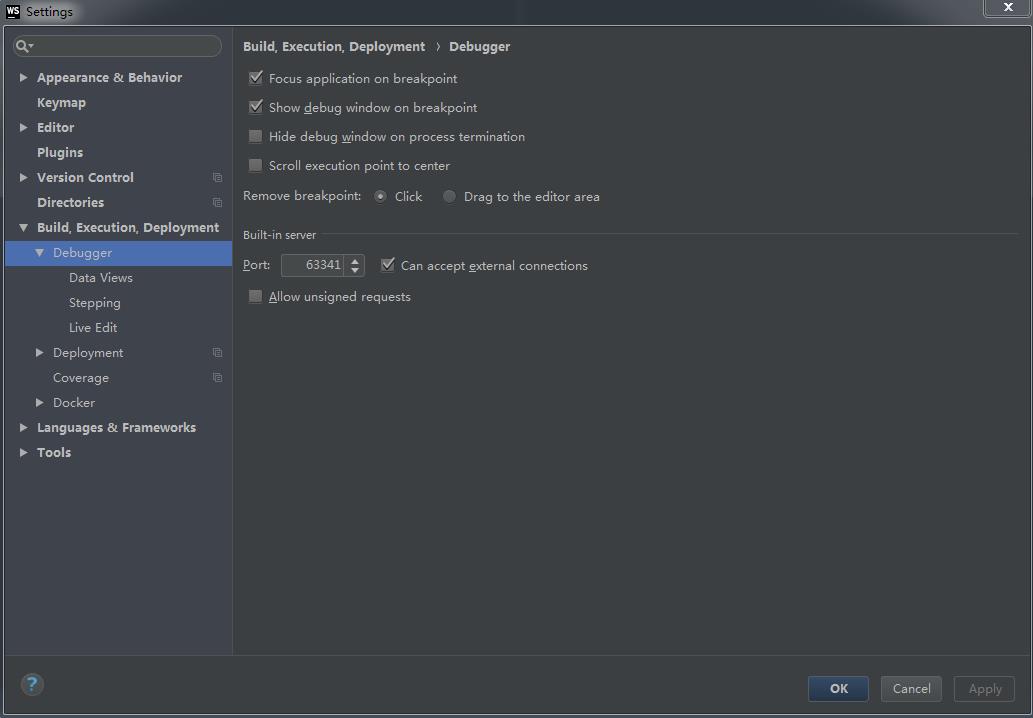 WS Settings
Build, Execution, Deployment › Debugger
Appearance & Behavior
Keymap
Editor
Plugins
Version Control
Directories
Build, Execution, Deployment
Debugger
Data Views
Stepping
Live Edit
Deployment
Coverage
Docker
Languages & Frameworks
Tools
Focus application on breakpoint
Show debug window on breakpoint
Hide debug window on process termination
Scroll execution point to center
Remove breakpoint: Click Drag to the editor area
Built-in server
Port: 63341 Can accept external connections
Allow unsigned requests
? OK Cancel Apply